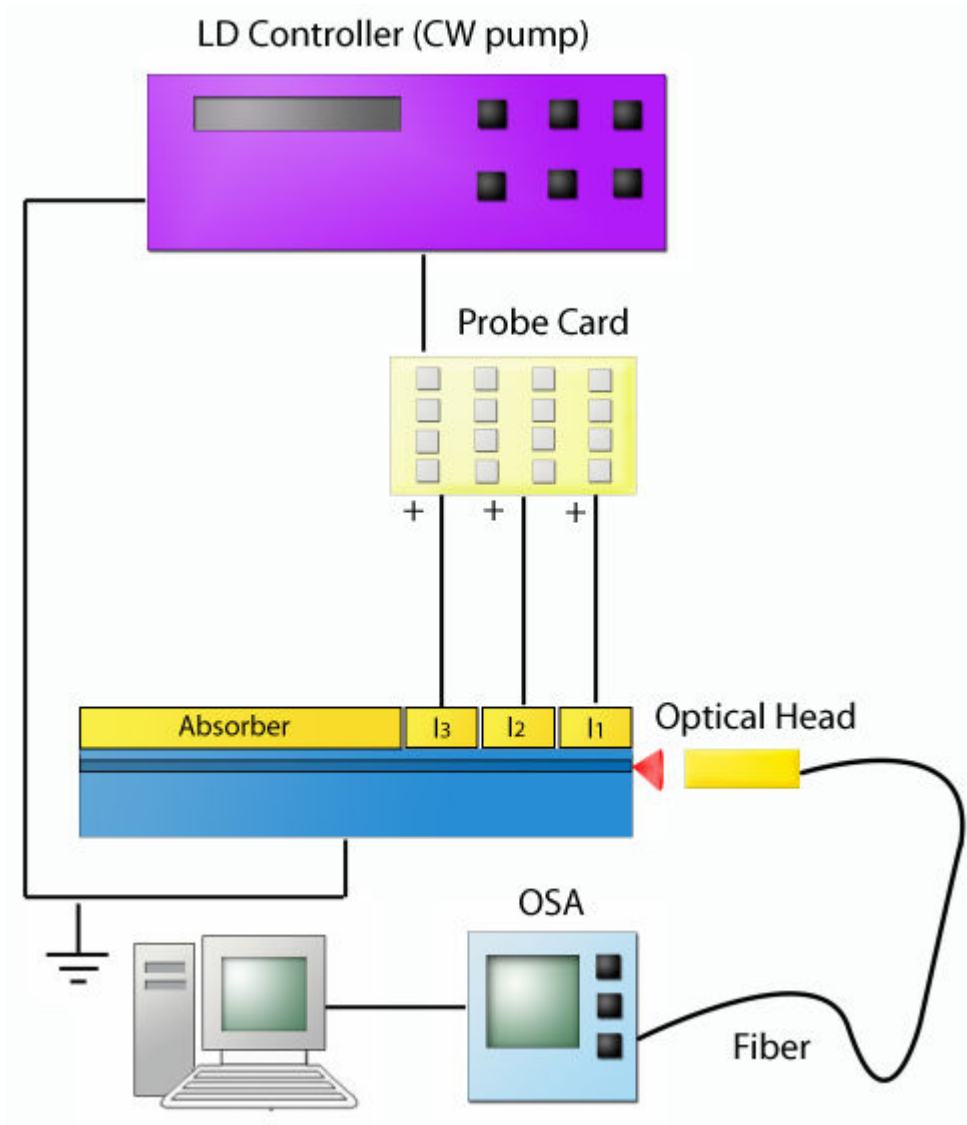 LD Controller (CW pump)
Probe Card
+ + +
Absorber I3 I2 I1
Optical Head
OSA
Fiber